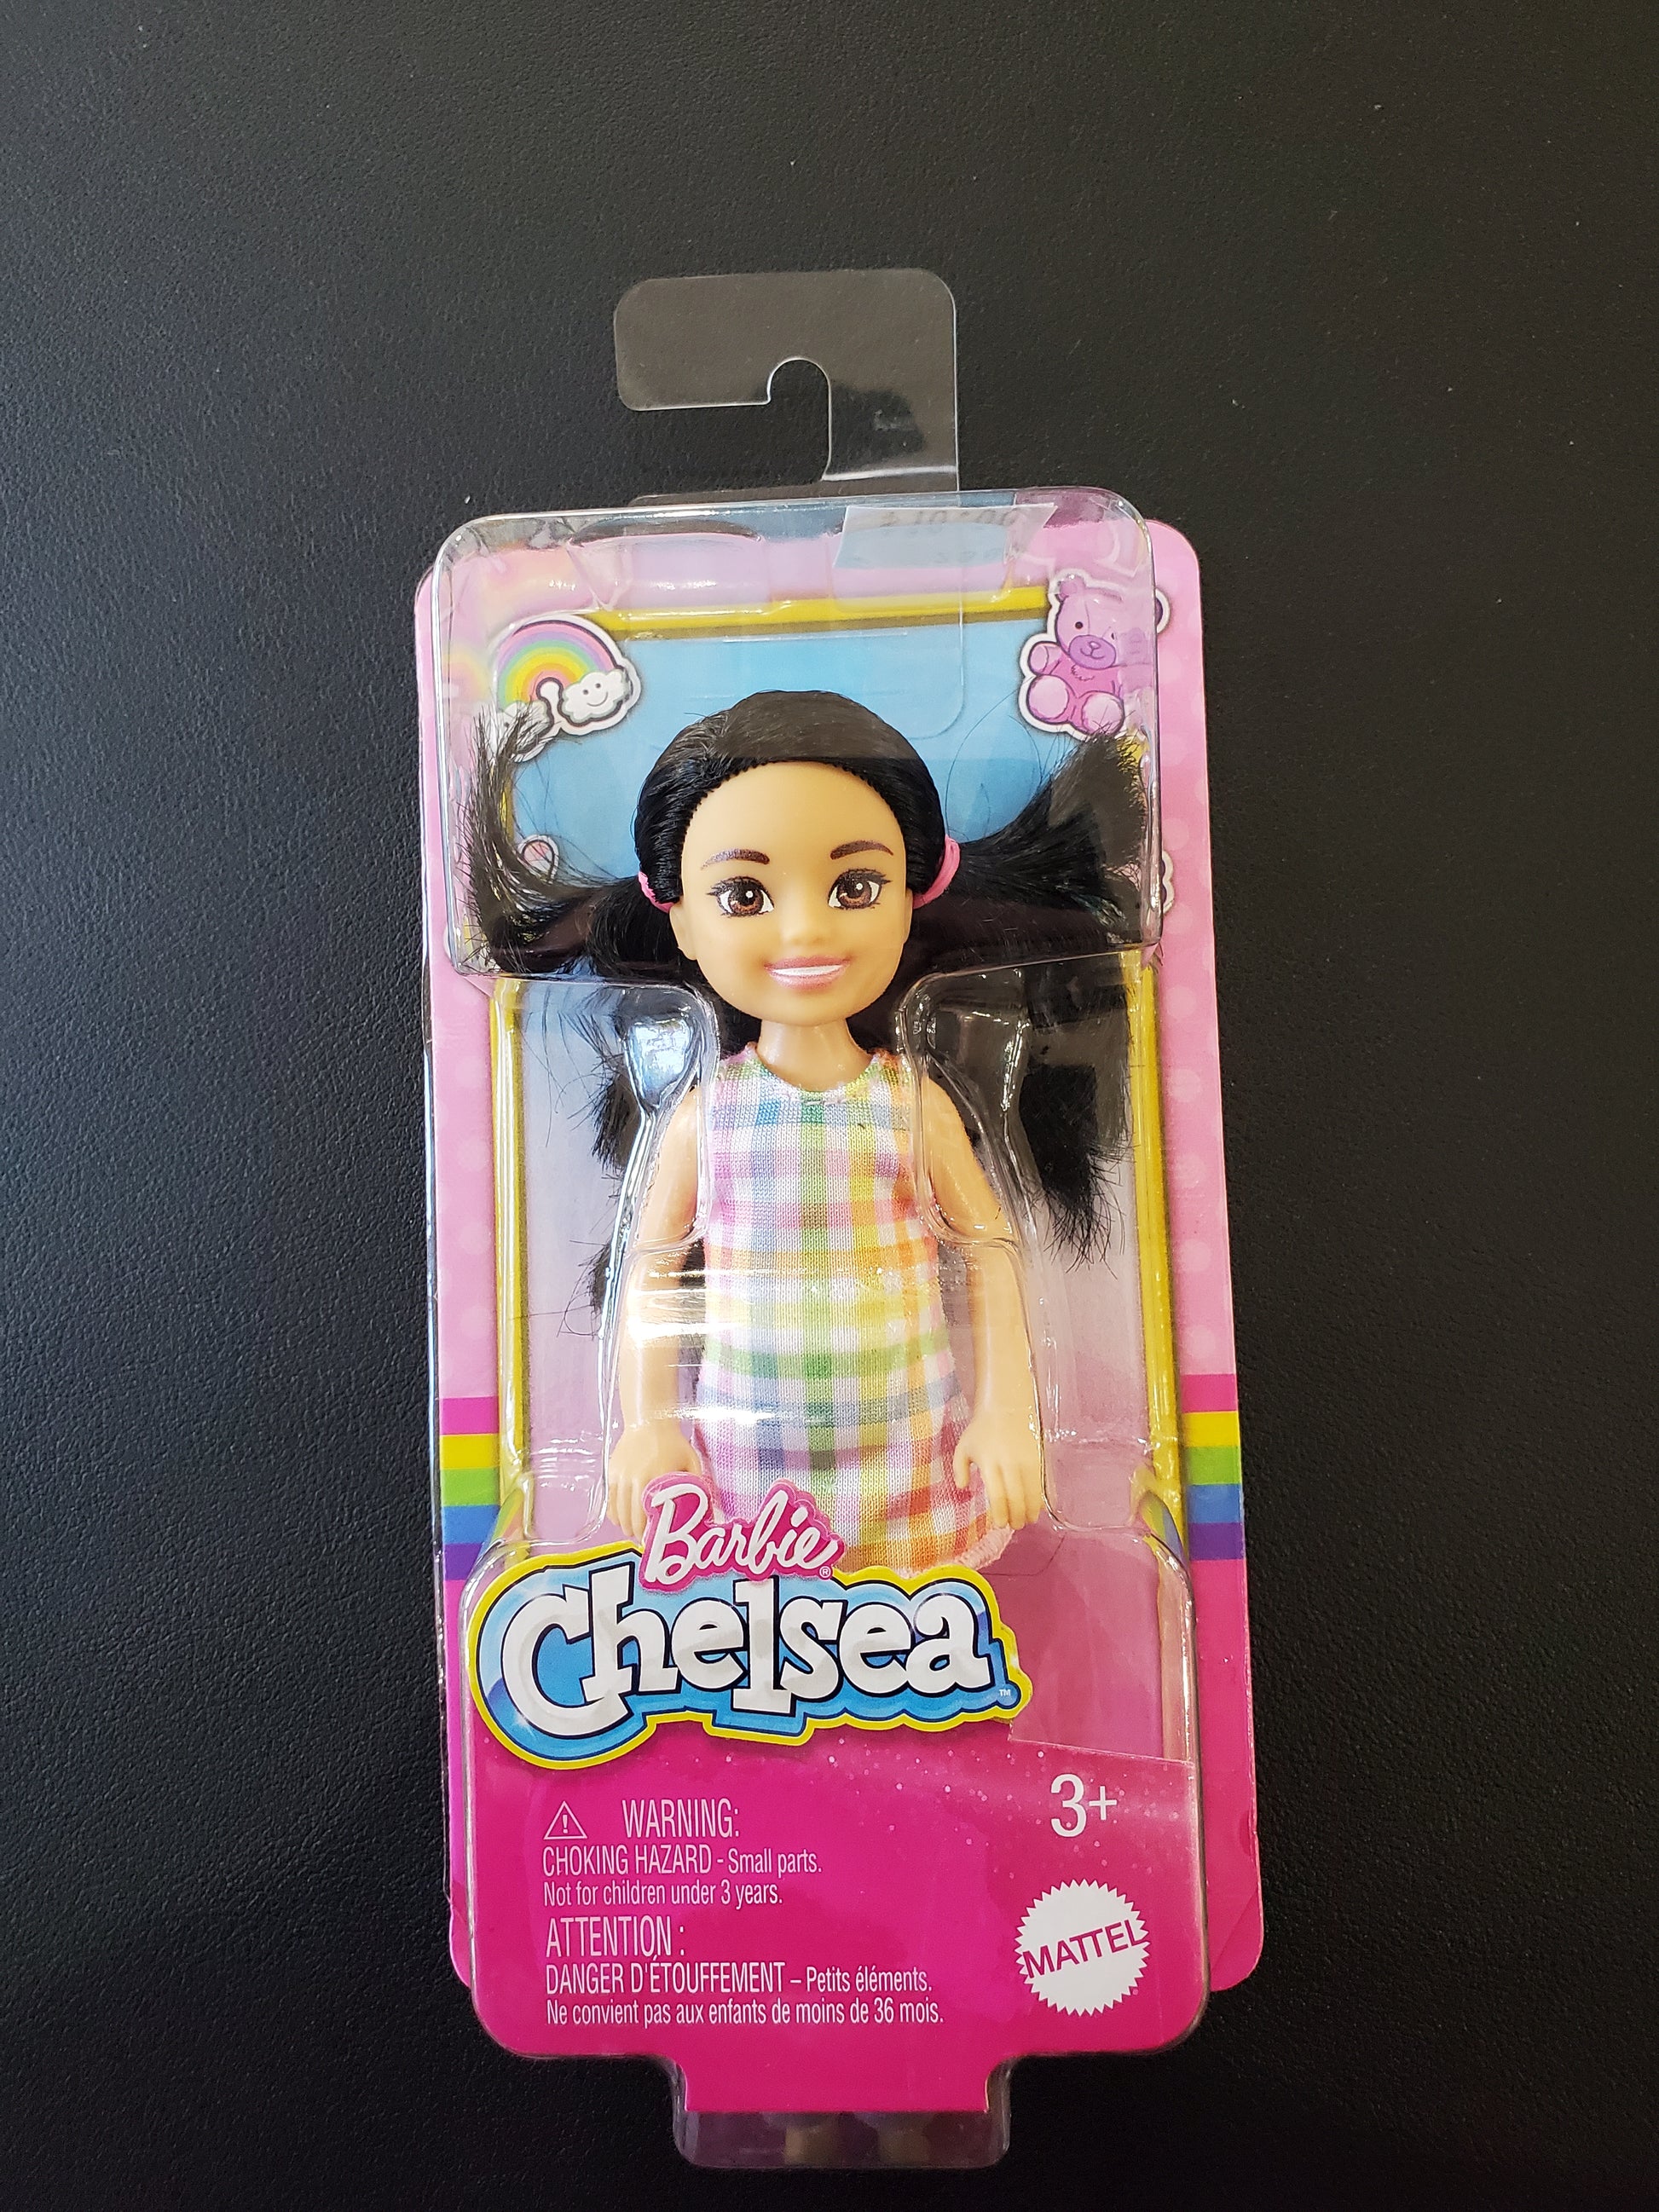 Barbie®
Chelsea™
3+
WARNING:
CHOKING HAZARD - Small parts.
Not for children under 3 years.
ATTENTION :
DANGER D'ÉTOUFFEMENT – Petits éléments.
Ne convient pas aux enfants de moins de 36 mois.
MATTEL